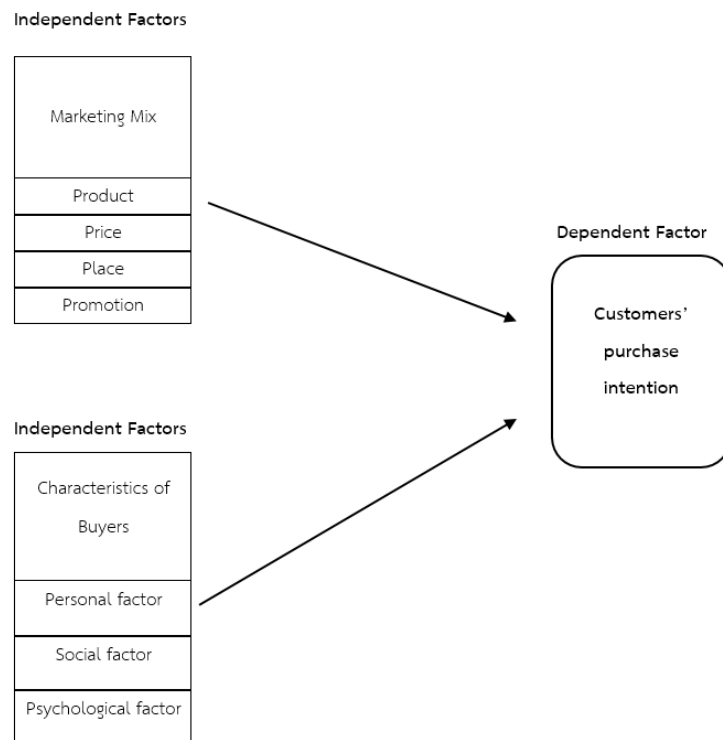 Independent Factors
Marketing Mix
Product
Price
Place
Promotion
Dependent Factor
Customers'
purchase
intention
Independent Factors
Characteristics of
Buyers
Personal factor
Social factor
Psychological factor